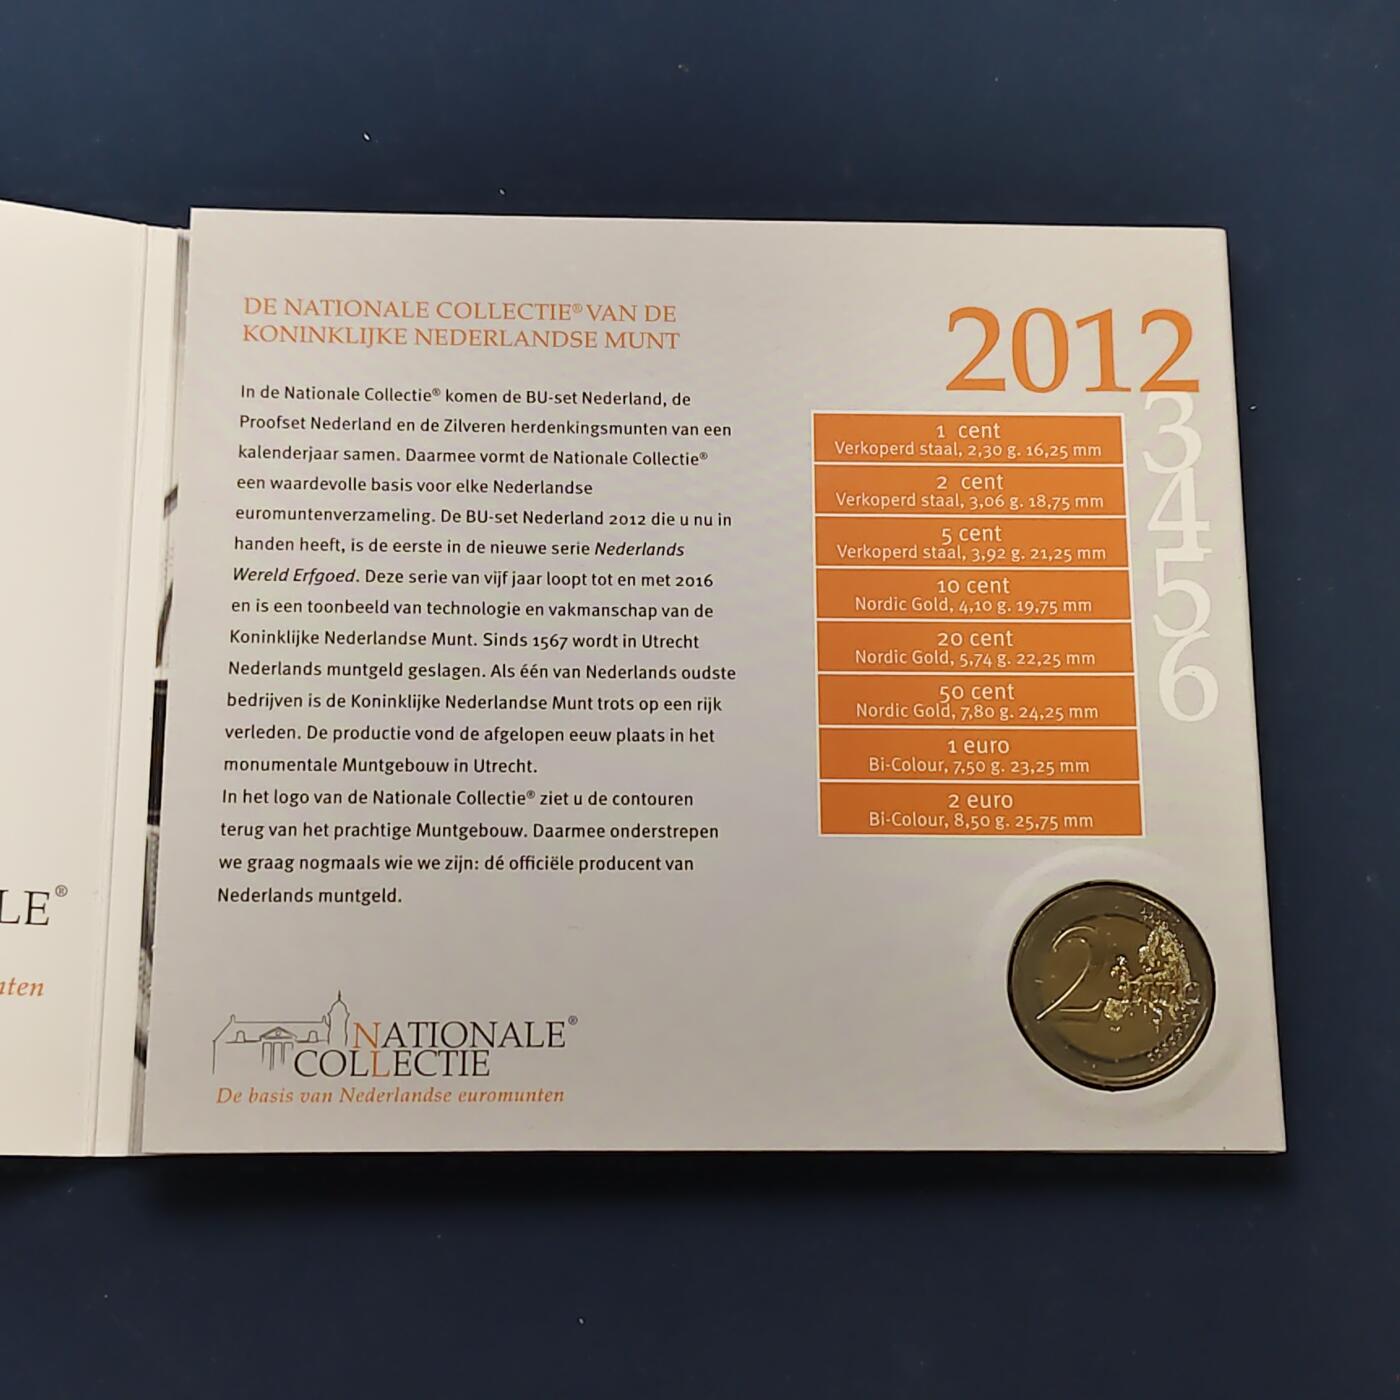 DE NATIONALE COLLECTIE® VAN DE
KONINKLIJKE NEDERLANDSE MUNT
In de Nationale Collectie® komen de BU-set Nederland, de
Proofset Nederland en de Zilveren herdenkingsmunten van een
kalenderjaar samen. Daarmee vormt de Nationale Collectie®
een waardevolle basis voor elke Nederlandse
euromuntenverzameling. De BU-set Nederland 2012 die u nu in
handen heeft, is de eerste in de nieuwe serie Nederlands
Wereld Erfgoed. Deze serie van vijf jaar loopt tot en met 2016
en is een toonbeeld van technologie en vakmanschap van de
Koninklijke Nederlandse Munt. Sinds 1567 wordt in Utrecht
Nederlands muntgeld geslagen. Als één van Nederlands oudste
bedrijven is de Koninklijke Nederlandse Munt trots op een rijk
verleden. De productie vond de afgelopen eeuw plaats in het
monumentale Muntgebouw in Utrecht.
In het logo van de Nationale Collectie® ziet u de contouren
terug van het prachtige Muntgebouw. Daarmee onderstrepen
we graag nogmaals wie we zijn: dé officiële producent van
Nederlands muntgeld.
NATIONALE®
COLLECTIE
De basis van Nederlandse euromunten
2012
3
4
5
6
1 cent
Verkoperd staal, 2,30 g. 16,25 mm
2 cent
Verkoperd staal, 3,06 g. 18,75 mm
5 cent
Verkoperd staal, 3,92 g. 21,25 mm
10 cent
Nordic Gold, 4,10 g. 19,75 mm
20 cent
Nordic Gold, 5,74 g. 22,25 mm
50 cent
Nordic Gold, 7,80 g. 24,25 mm
1 euro
Bi-Colour, 7,50 g. 23,25 mm
2 euro
Bi-Colour, 8,50 g. 25,75 mm
2 EURO
LE®
nten